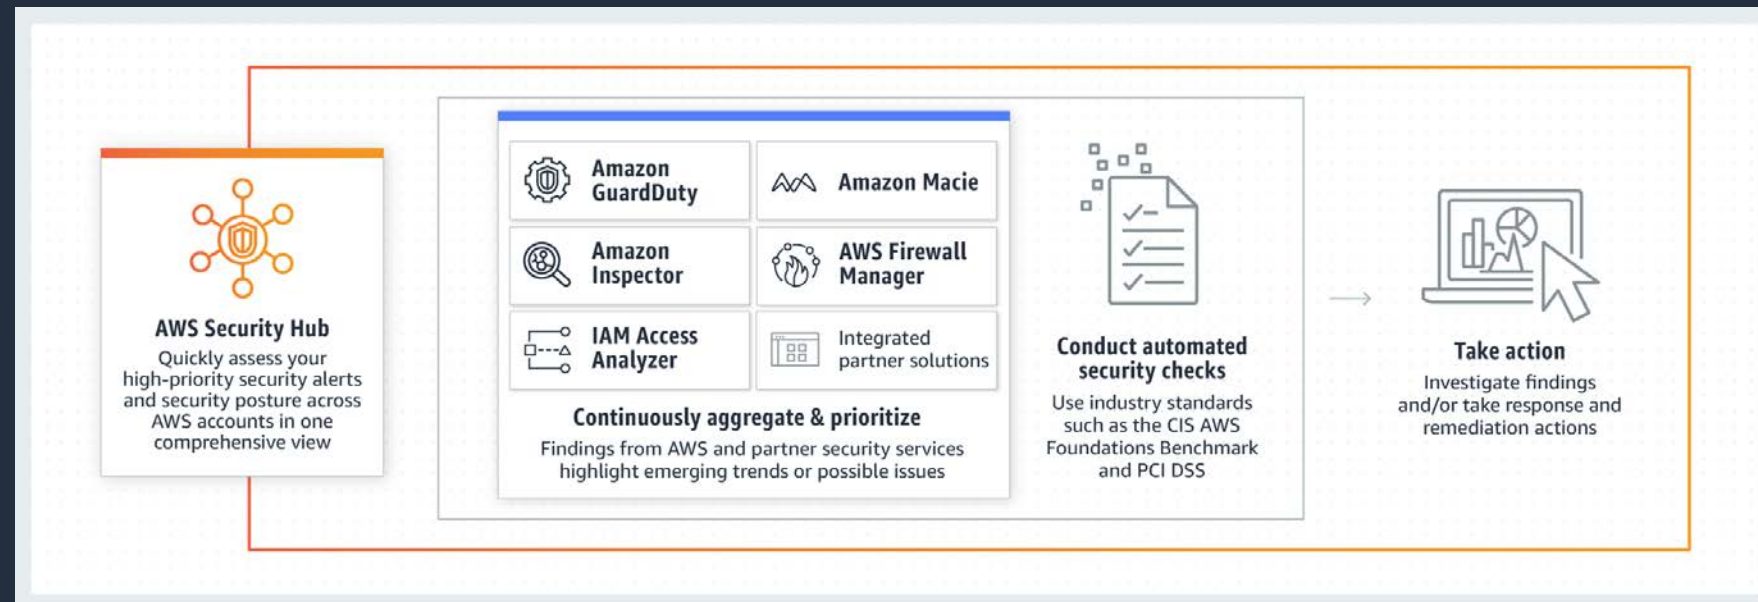 AWS Security Hub
Quickly assess your
high-priority security alerts
and security posture across
AWS accounts in one
comprehensive view
Amazon
GuardDuty
Amazon Macie
Amazon
Inspector
AWS Firewall
Manager
IAM Access
Analyzer
Integrated
partner solutions
Continuously aggregate & prioritize
Findings from AWS and partner security services
highlight emerging trends or possible issues
Conduct automated
security checks
Use industry standards
such as the CIS AWS
Foundations Benchmark
and PCI DSS
Take action
Investigate findings
and/or take response and
remediation actions